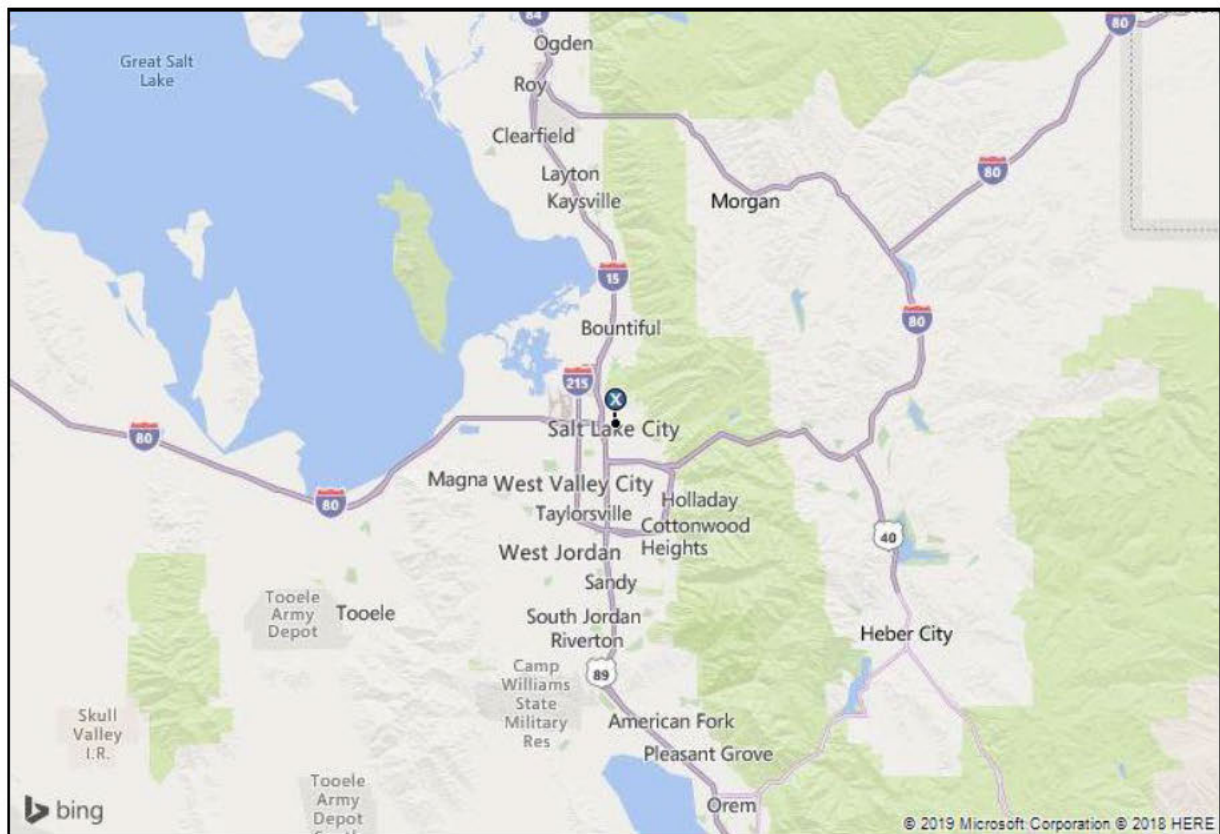 84
80
Ogden
Great Salt
Lake
Roy
Clearfield
80
Layton
Kaysville
Morgan
15
80
Bountiful
215
X
Salt Lake City
80
Magna
West Valley City
80
Holladay
Taylorsville
Cottonwood
Heights
40
West Jordan
Sandy
Tooele
Army
Depot
Tooele
South Jordan
Riverton
Heber City
89
Camp
Williams
State
Military
Res
Skull
Valley
I.R.
American Fork
Pleasant Grove
Tooele
Army
Depot
Orem
bing
© 2019 Microsoft Corporation © 2018 HERE